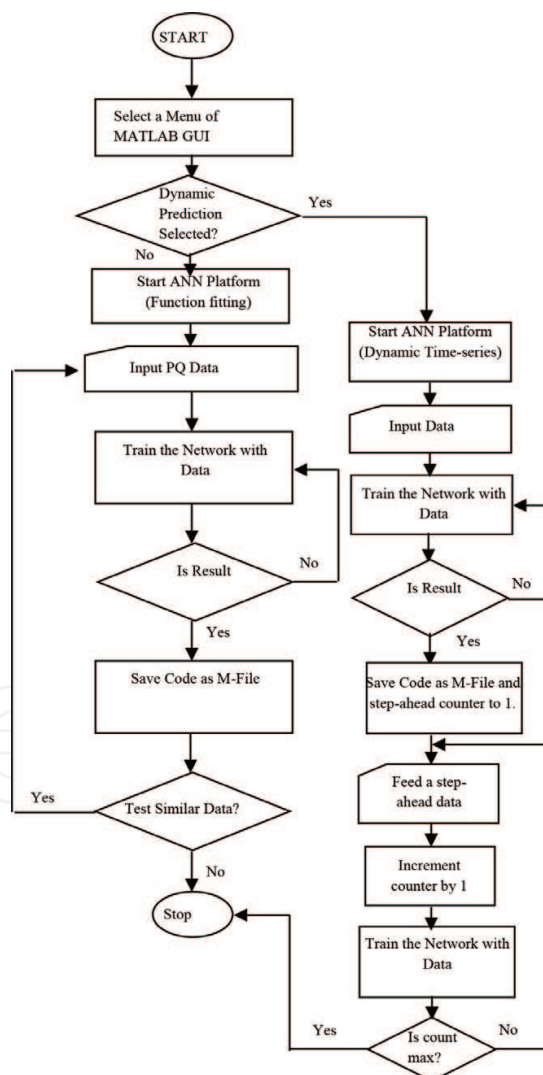 START
Select a Menu of
MATLAB GUI
Dynamic
Prediction
Selected?
Yes
No
Start ANN Platform
(Function fitting)
Input PQ Data
Train the Network with
Data
Is Result
No
Yes
Save Code as M-File
Test Similar Data?
Yes
No
Stop
Start ANN Platform
(Dynamic Time-series)
Input Data
Train the Network with
Data
Is Result
No
Yes
Save Code as M-File and
step-ahead counter to 1.
Feed a step-
ahead data
Increment
counter by 1
Train the Network with
Data
Is count
max?
Yes
No